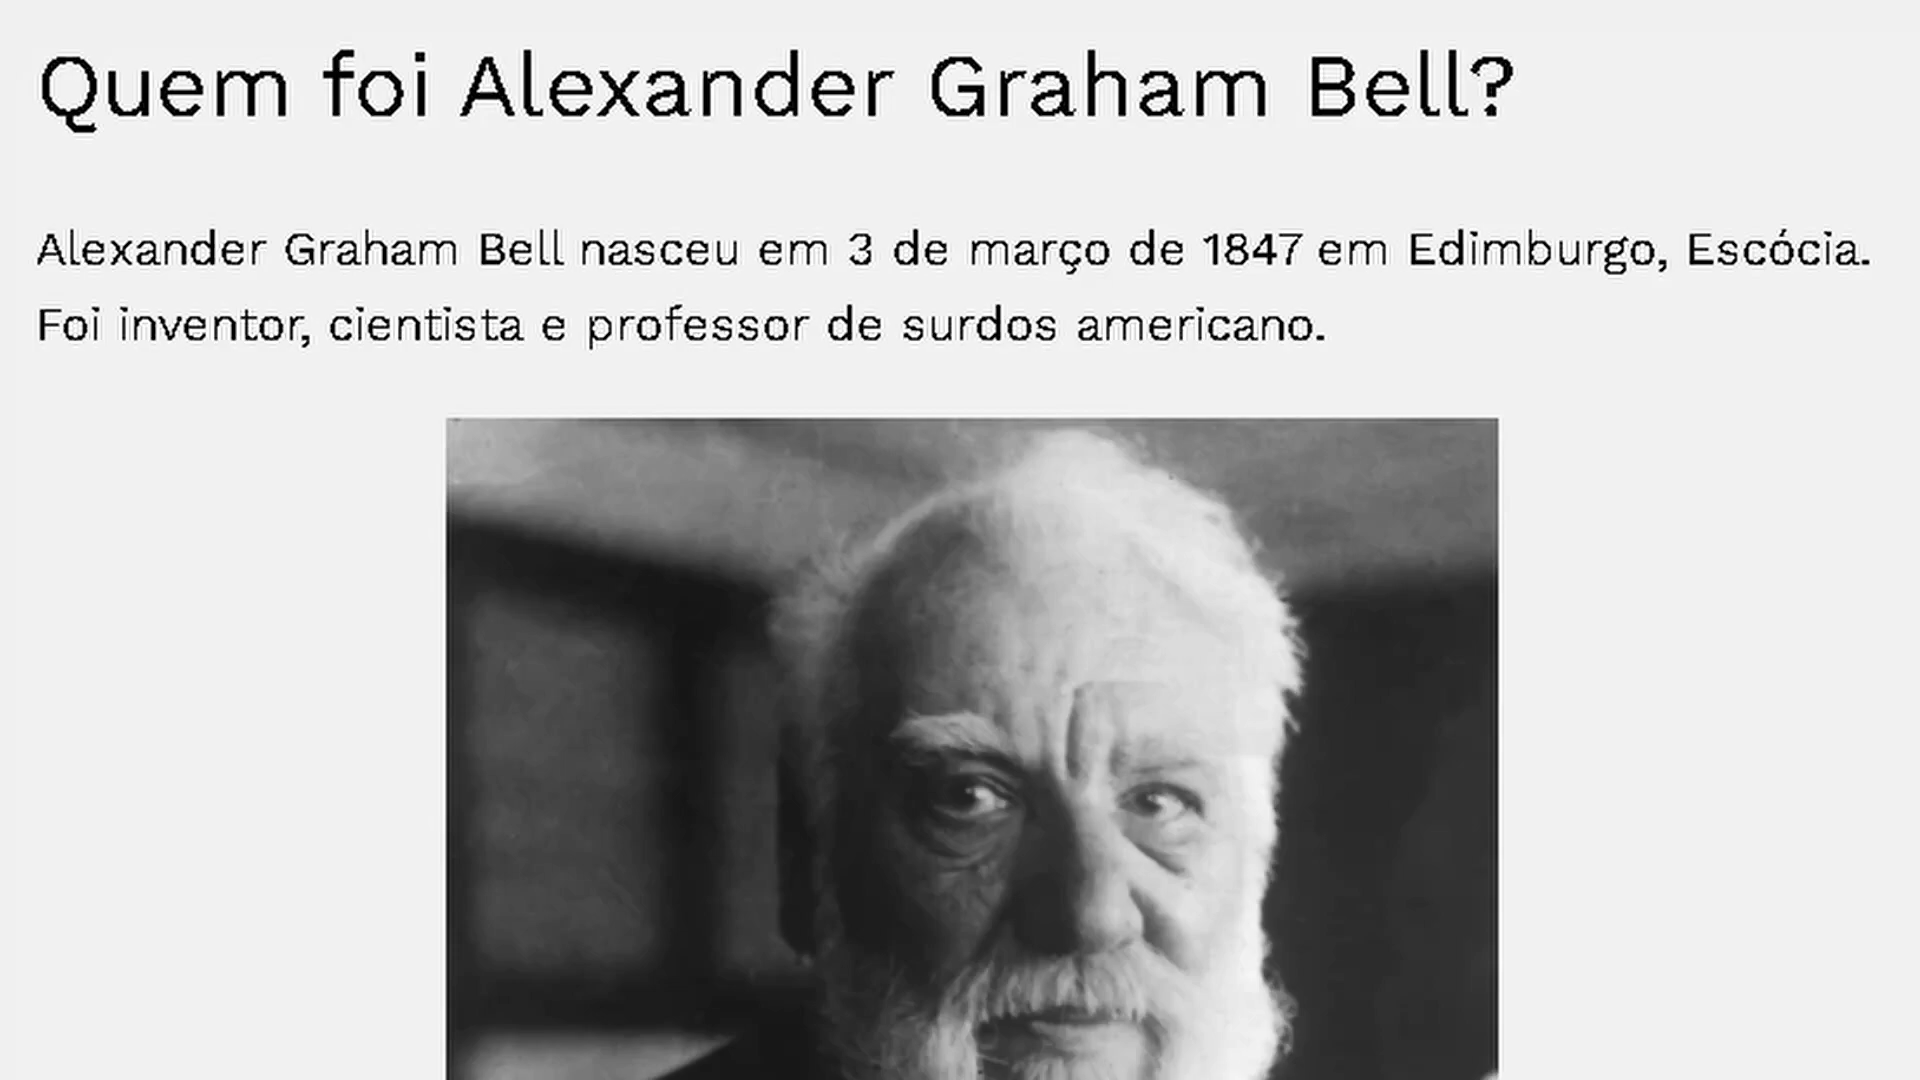 Quem foi Alexander Graham Bell?
Alexander Graham Bell nasceu em 3 de março de 1847 em Edimburgo, Escócia.
Foi inventor, cientista e professor de surdos americano.